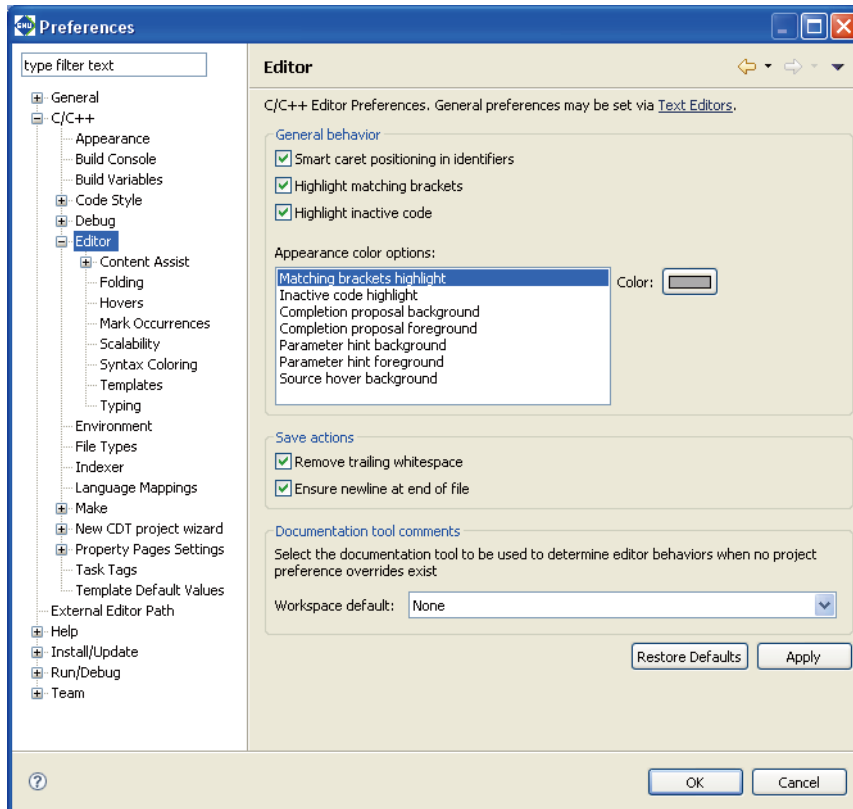 GNU Preferences
type filter text
General
C/C++
Appearance
Build Console
Build Variables
Code Style
Debug
Editor
Content Assist
Folding
Hovers
Mark Occurrences
Scalability
Syntax Coloring
Templates
Typing
Environment
File Types
Indexer
Language Mappings
Make
New CDT project wizard
Property Pages Settings
Task Tags
Template Default Values
External Editor Path
Help
Install/Update
Run/Debug
Team
Editor
C/C++ Editor Preferences. General preferences may be set via Text Editors.
General behavior
Smart caret positioning in identifiers
Highlight matching brackets
Highlight inactive code
Appearance color options:
Matching brackets highlight
Inactive code highlight
Completion proposal background
Completion proposal foreground
Parameter hint background
Parameter hint foreground
Source hover background
Color:
Save actions
Remove trailing whitespace
Ensure newline at end of file
Documentation tool comments
Select the documentation tool to be used to determine editor behaviors when no project
preference overrides exist
Workspace default: None
Restore Defaults Apply
? OK Cancel